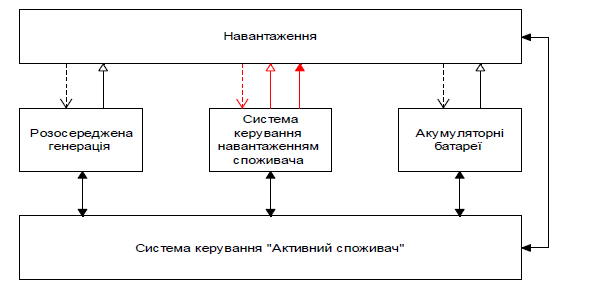 Навантаження
Розосереджена
генерація
Система
керування
навантаженням
споживача
Акумуляторні
батареї
Система керування "Активний споживач"